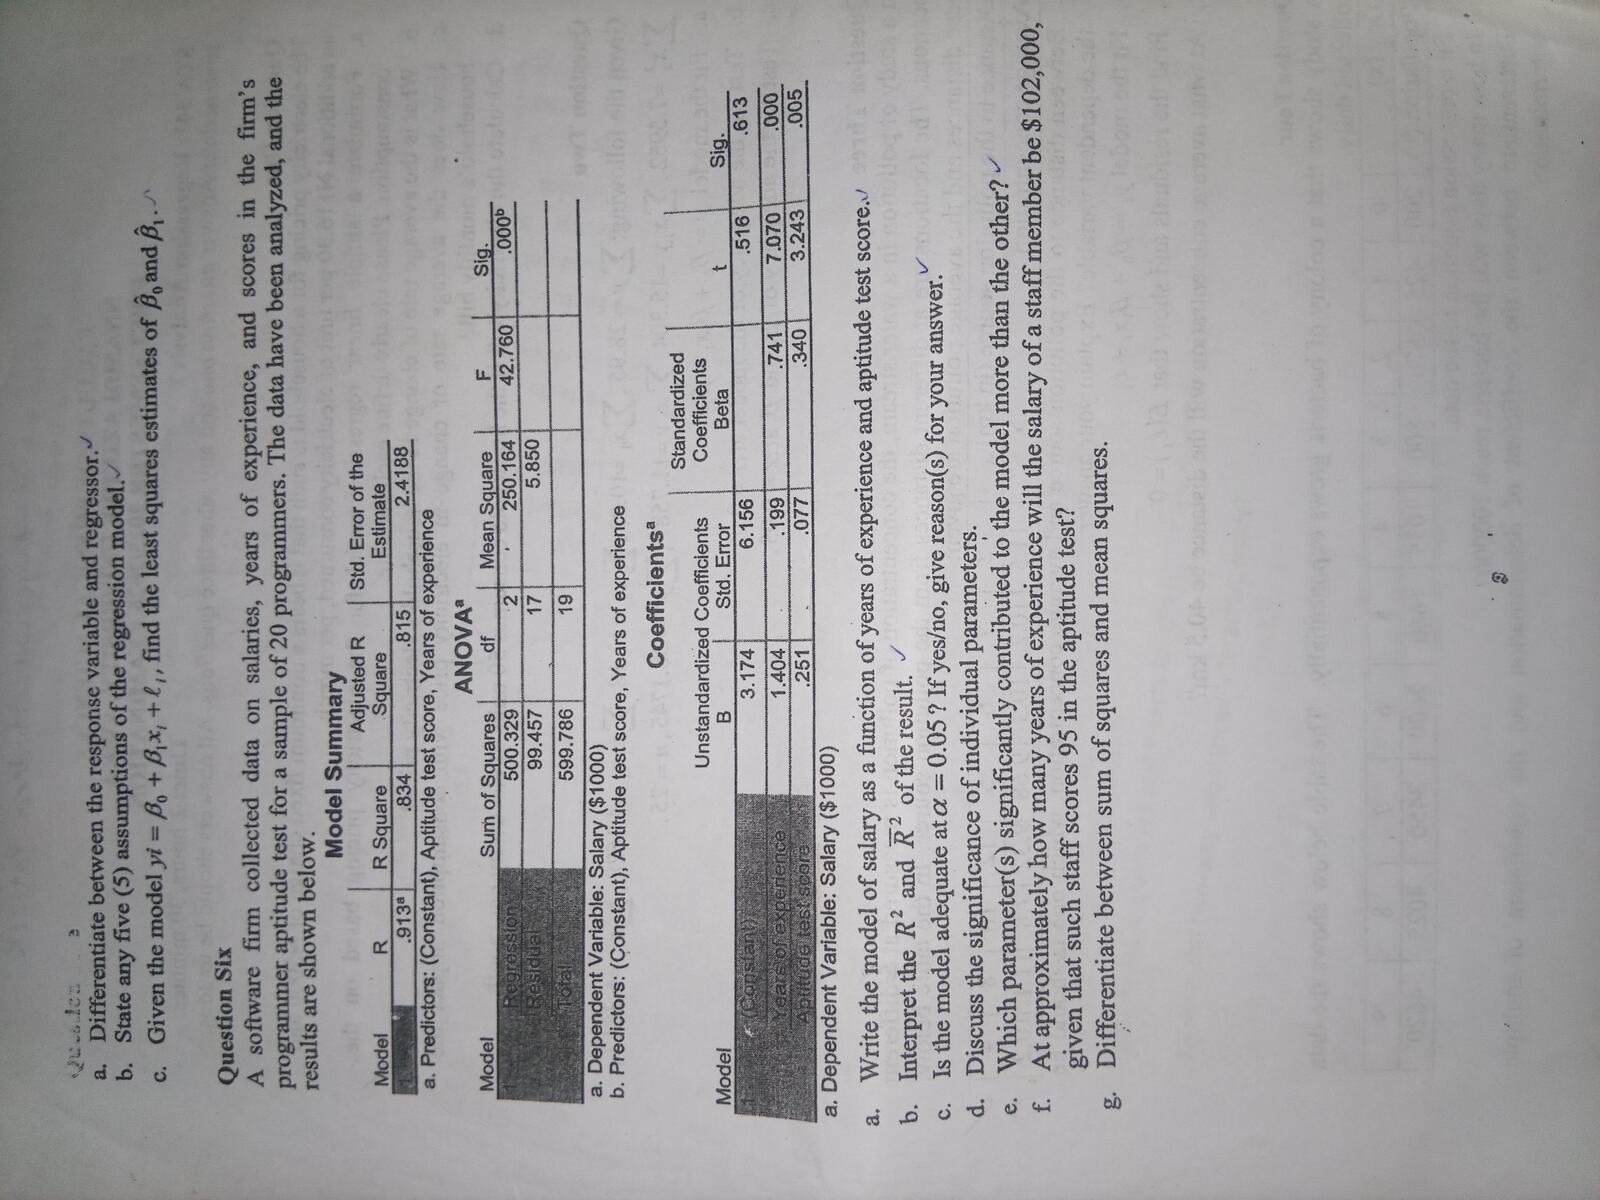 a. Differentiate between the response variable and regressor.
b. State any five (5) assumptions of the regression model.
c. Given the model yi = β₀ + β₁xᵢ + ℓᵢ, find the least squares estimates of β̂₀ and β̂₁.
Question Six
A software firm collected data on salaries, years of experience, and scores in the firm's
programmer aptitude test for a sample of 20 programmers. The data have been analyzed, and the
results are shown below.
Model Summary
Model R R Square Adjusted R Square Std. Error of the Estimate
1 .913ᵃ .834 .815 2.4188
a. Predictors: (Constant), Aptitude test score, Years of experience
ANOVAᵃ
Model Sum of Squares df Mean Square F Sig.
1 Regression 500.329 2 250.164 42.760 .000ᵇ
Residual 99.457 17 5.850
Total 599.786 19
a. Dependent Variable: Salary ($1000)
b. Predictors: (Constant), Aptitude test score, Years of experience
Coefficientsᵃ
Unstandardized Coefficients Standardized Coefficients
Model B Std. Error Beta t Sig.
1 (Constant) 3.174 6.156 .516 .613
Years of experience 1.404 .199 .741 7.070 .000
Aptitude test score .251 .077 .340 3.243 .005
a. Dependent Variable: Salary ($1000)
a. Write the model of salary as a function of years of experience and aptitude test score.
b. Interpret the R² and R̅² of the result.
c. Is the model adequate at α = 0.05? If yes/no, give reason(s) for your answer.
d. Discuss the significance of individual parameters.
e. Which parameter(s) significantly contributed to the model more than the other?
f. At approximately how many years of experience will the salary of a staff member be $102,000,
given that such staff scores 95 in the aptitude test?
g. Differentiate between sum of squares and mean squares.